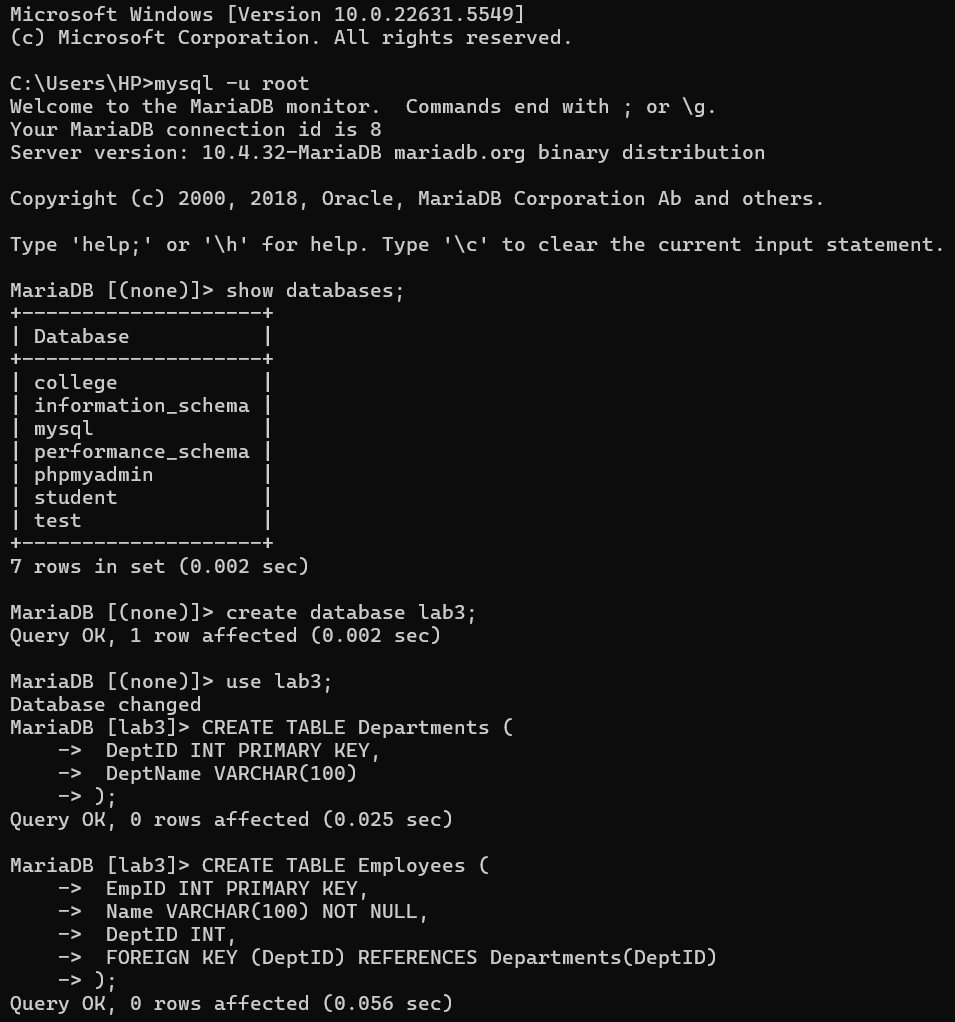 Microsoft Windows [Version 10.0.22631.5549]
(c) Microsoft Corporation. All rights reserved.

C:\Users\HP>mysql -u root
Welcome to the MariaDB monitor.  Commands end with ; or \g.
Your MariaDB connection id is 8
Server version: 10.4.32-MariaDB mariadb.org binary distribution

Copyright (c) 2000, 2018, Oracle, MariaDB Corporation Ab and others.

Type 'help;' or '\h' for help. Type '\c' to clear the current input statement.

MariaDB [(none)]> show databases;
+--------------------+
| Database           |
+--------------------+
| college            |
| information_schema |
| mysql              |
| performance_schema |
| phpmyadmin         |
| student            |
| test               |
+--------------------+
7 rows in set (0.002 sec)

MariaDB [(none)]> create database lab3;
Query OK, 1 row affected (0.002 sec)

MariaDB [(none)]> use lab3;
Database changed
MariaDB [lab3]> CREATE TABLE Departments (
    ->  DeptID INT PRIMARY KEY,
    ->  DeptName VARCHAR(100)
    -> );
Query OK, 0 rows affected (0.025 sec)

MariaDB [lab3]> CREATE TABLE Employees (
    ->  EmpID INT PRIMARY KEY,
    ->  Name VARCHAR(100) NOT NULL,
    ->  DeptID INT,
    ->  FOREIGN KEY (DeptID) REFERENCES Departments(DeptID)
    -> );
Query OK, 0 rows affected (0.056 sec)